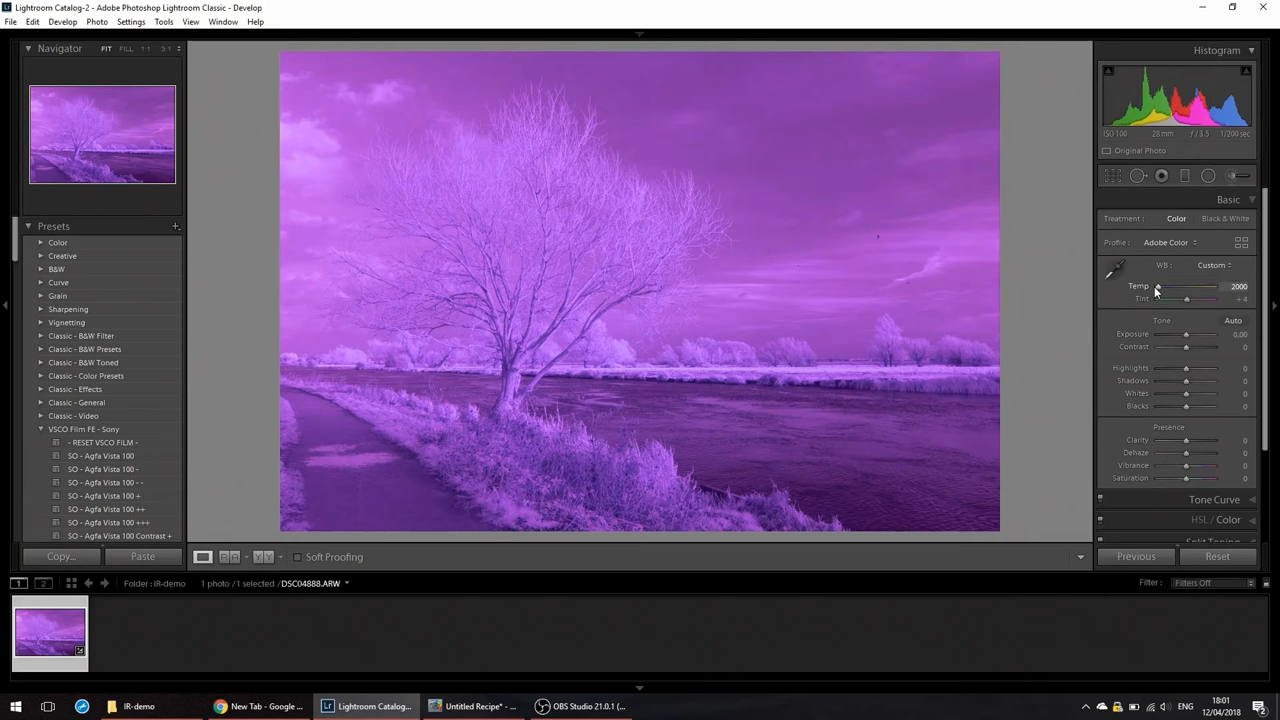 Lightroom Catalog-2 - Adobe Photoshop Lightroom Classic - Develop
File Edit Develop Photo Settings Tools View Window Help
Navigator FIT FILL 1:1 3:1
Histogram
ISO 100 28 mm ƒ / 3.5 1/200 sec
Original Photo
Presets +
Color
Creative
B&W
Curve
Grain
Sharpening
Vignetting
Classic - B&W Filter
Classic - B&W Presets
Classic - B&W Toned
Classic - Color Presets
Classic - Effects
Classic - General
Classic - Video
VSCO Film FE - Sony
- RESET VSCO FILM -
SO - Agfa Vista 100
SO - Agfa Vista 100 -
SO - Agfa Vista 100 - -
SO - Agfa Vista 100 +
SO - Agfa Vista 100 ++
SO - Agfa Vista 100 +++
SO - Agfa Vista 100 Contrast +
Copy... Paste
Basic
Treatment : Color Black & White
Profile : Adobe Color
WB : Custom
Temp 2000
Tint + 4
Tone Auto
Exposure 0.00
Contrast 0
Highlights 0
Shadows 0
Whites 0
Blacks 0
Presence
Clarity 0
Dehaze 0
Vibrance 0
Saturation 0
Tone Curve
HSL / Color
Split Toning
Previous Reset
Soft Proofing
1 2 Folder : IR-demo 1 photo / 1 selected / DSC04888.ARW Filter : Filters Off
IR-demo New Tab - Google ... Lightroom Catalog... Untitled Recipe* - ... OBS Studio 21.0.1 (... ENG 18:01
12/04/2018 2